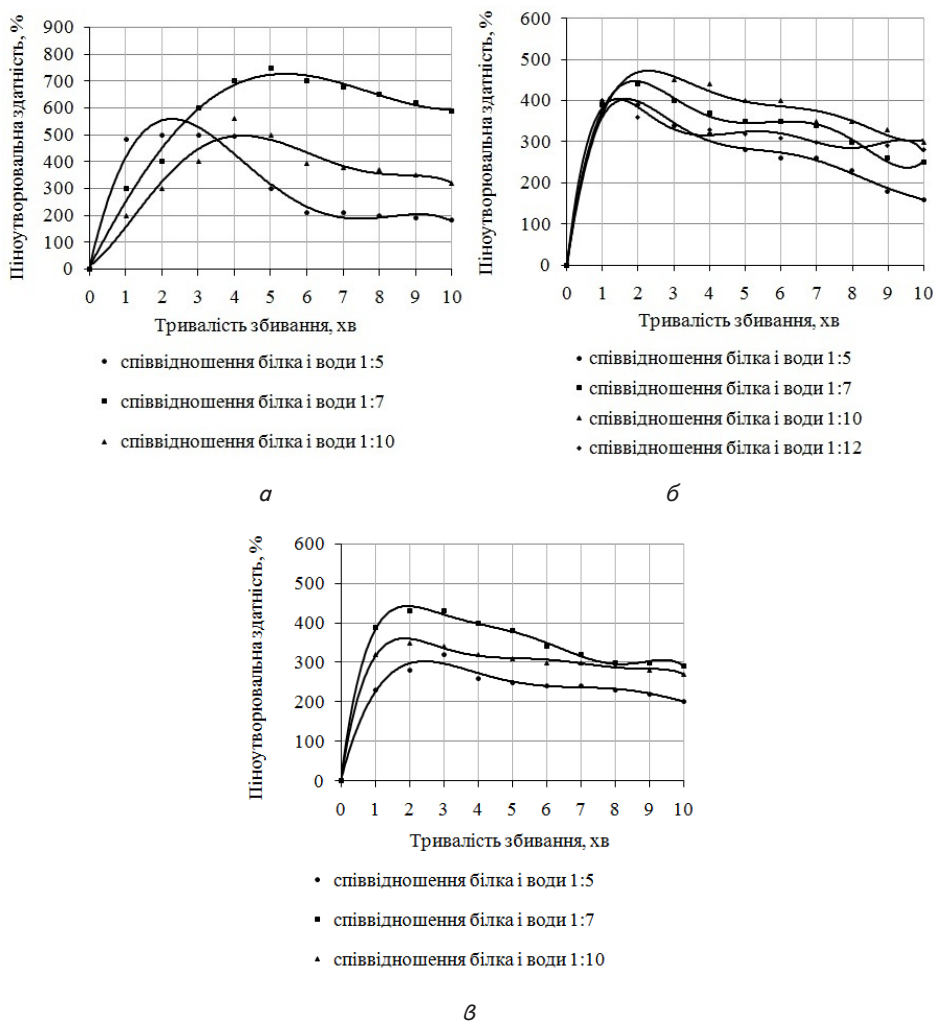 Піноутворювальна здатність, %
900
800
700
600
500
400
300
200
100
0
0 1 2 3 4 5 6 7 8 9 10
Тривалість збивання, хв
• співвідношення білка і води 1:5
▪ співвідношення білка і води 1:7
▴ співвідношення білка і води 1:10
а
Піноутворювальна здатність, %
600
500
400
300
200
100
0
0 1 2 3 4 5 6 7 8 9 10
Тривалість збивання, хв
• співвідношення білка і води 1:5
▪ співвідношення білка і води 1:7
▴ співвідношення білка і води 1:10
⬩ співвідношення білка і води 1:12
б
Піноутворювальна здатність, %
600
500
400
300
200
100
0
0 1 2 3 4 5 6 7 8 9 10
Тривалість збивання, хв
• співвідношення білка і води 1:5
▪ співвідношення білка і води 1:7
▴ співвідношення білка і води 1:10
в